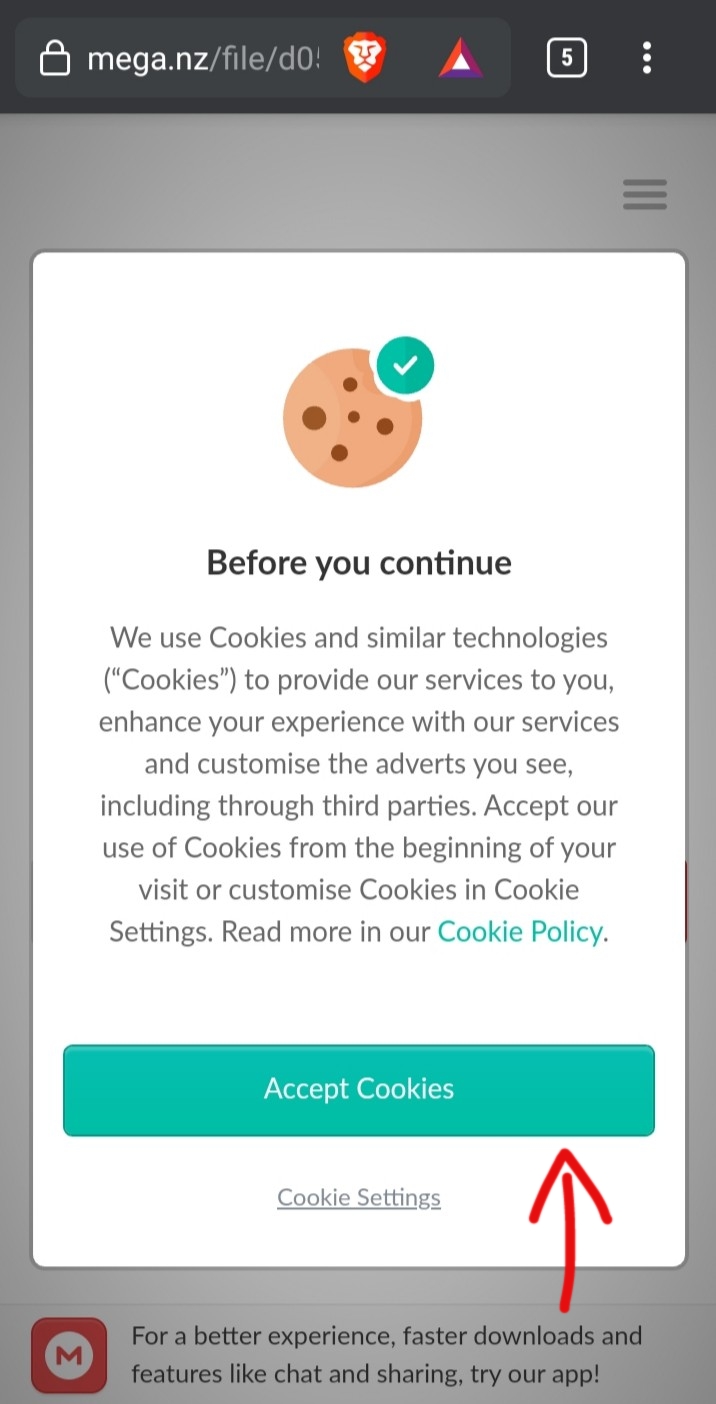 mega.nz/file/d0
5
Before you continue
We use Cookies and similar technologies
(“Cookies”) to provide our services to you,
enhance your experience with our services
and customise the adverts you see,
including through third parties. Accept our
use of Cookies from the beginning of your
visit or customise Cookies in Cookie
Settings. Read more in our Cookie Policy.
Accept Cookies
Cookie Settings
M
For a better experience, faster downloads and
features like chat and sharing, try our app!